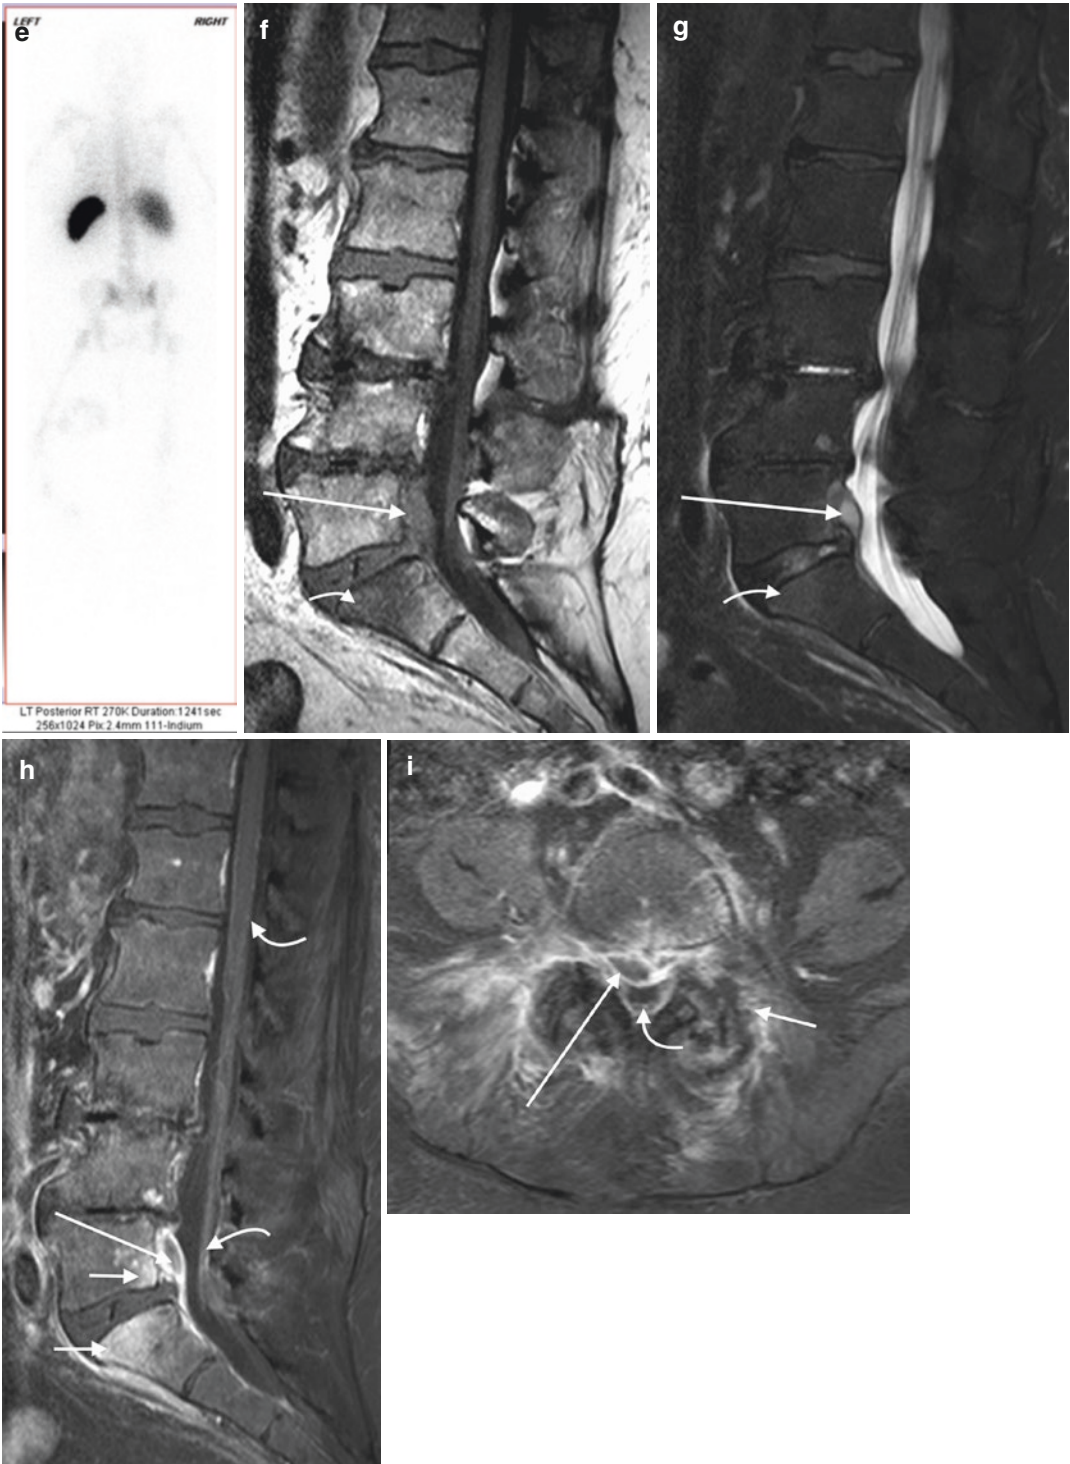 LEFT
RIGHT
e
f
g
LT Posterior RT 270K Duration:1241sec
256x1024 Pix:2.4mm 111-Indium
h
i